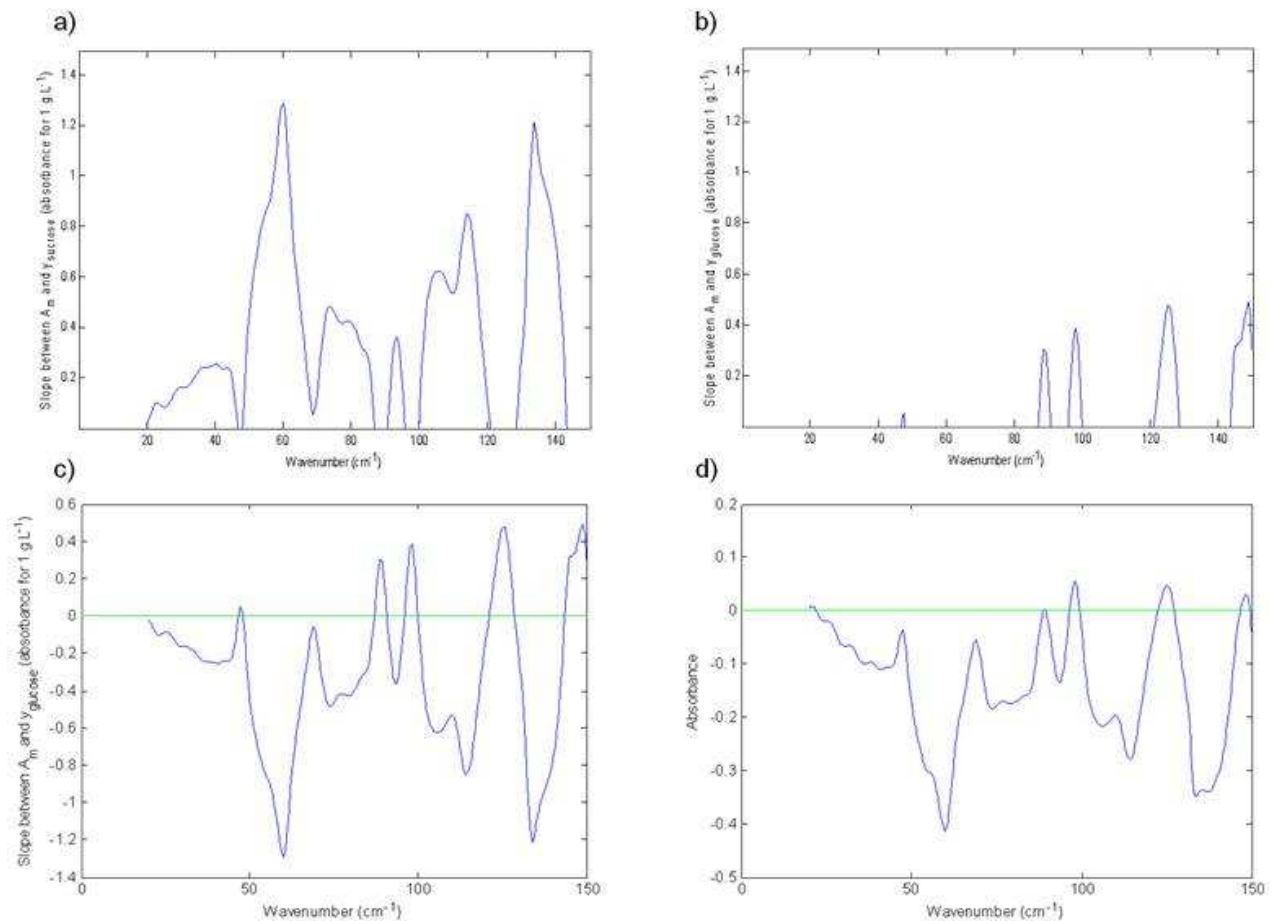 a)
Slope between A_m and y_sucrose (absorbance for 1 g.L⁻¹)
1.4
1.2
1
0.8
0.6
0.4
0.2
20 40 60 80 100 120 140
Wavenumber (cm⁻¹)
b)
Slope between A_m and y_glucose (absorbance for 1 g.L⁻¹)
1.4
1.2
1
0.8
0.6
0.4
0.2
20 40 60 80 100 120 140
Wavenumber (cm⁻¹)
c)
Slope between A_m and y_glucose (absorbance for 1 g.L⁻¹)
0.6
0.4
0.2
0
-0.2
-0.4
-0.6
-0.8
-1
-1.2
-1.4
0 50 100 150
Wavenumber (cm⁻¹)
d)
Absorbance
0.2
0.1
0
-0.1
-0.2
-0.3
-0.4
-0.5
0 50 100 150
Wavenumber (cm⁻¹)